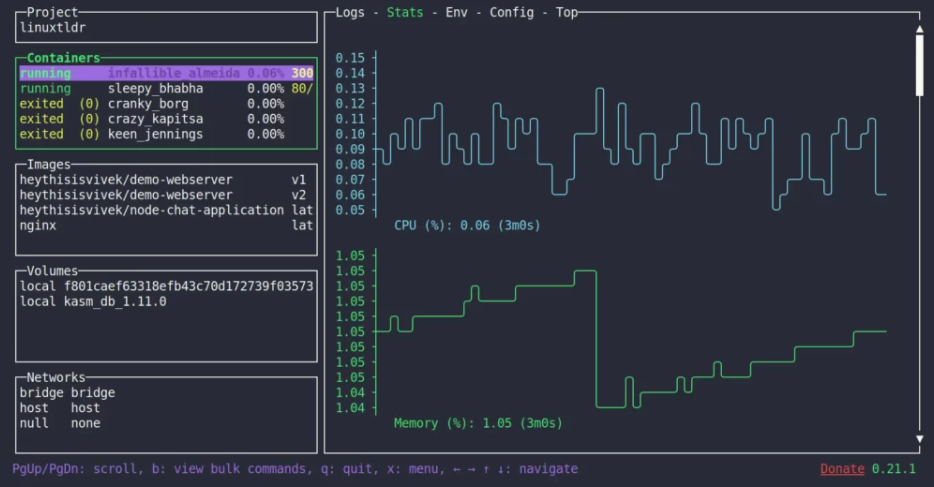 Project
linuxtldr
Containers
running infallible_almeida 0.06% 300
running sleepy_bhabha 0.00% 80/
exited (0) cranky_borg 0.00%
exited (0) crazy_kapitsa 0.00%
exited (0) keen_jennings 0.00%
Images
heythisisvivek/demo-webserver v1
heythisisvivek/demo-webserver v2
heythisisvivek/node-chat-application lat
nginx lat
Volumes
local f801caef63318efb43c70d172739f03573
local kasm_db_1.11.0
Networks
bridge bridge
host host
null none
Logs - Stats - Env - Config - Top
0.15
0.14
0.13
0.12
0.11
0.10
0.09
0.08
0.07
0.06
0.05
CPU (%): 0.06 (3m0s)
1.05
1.05
1.05
1.05
1.05
1.05
1.05
1.05
1.05
1.04
1.04
Memory (%): 1.05 (3m0s)
PgUp/PgDn: scroll, b: view bulk commands, q: quit, x: menu, ← → ↑ ↓: navigate
Donate 0.21.1